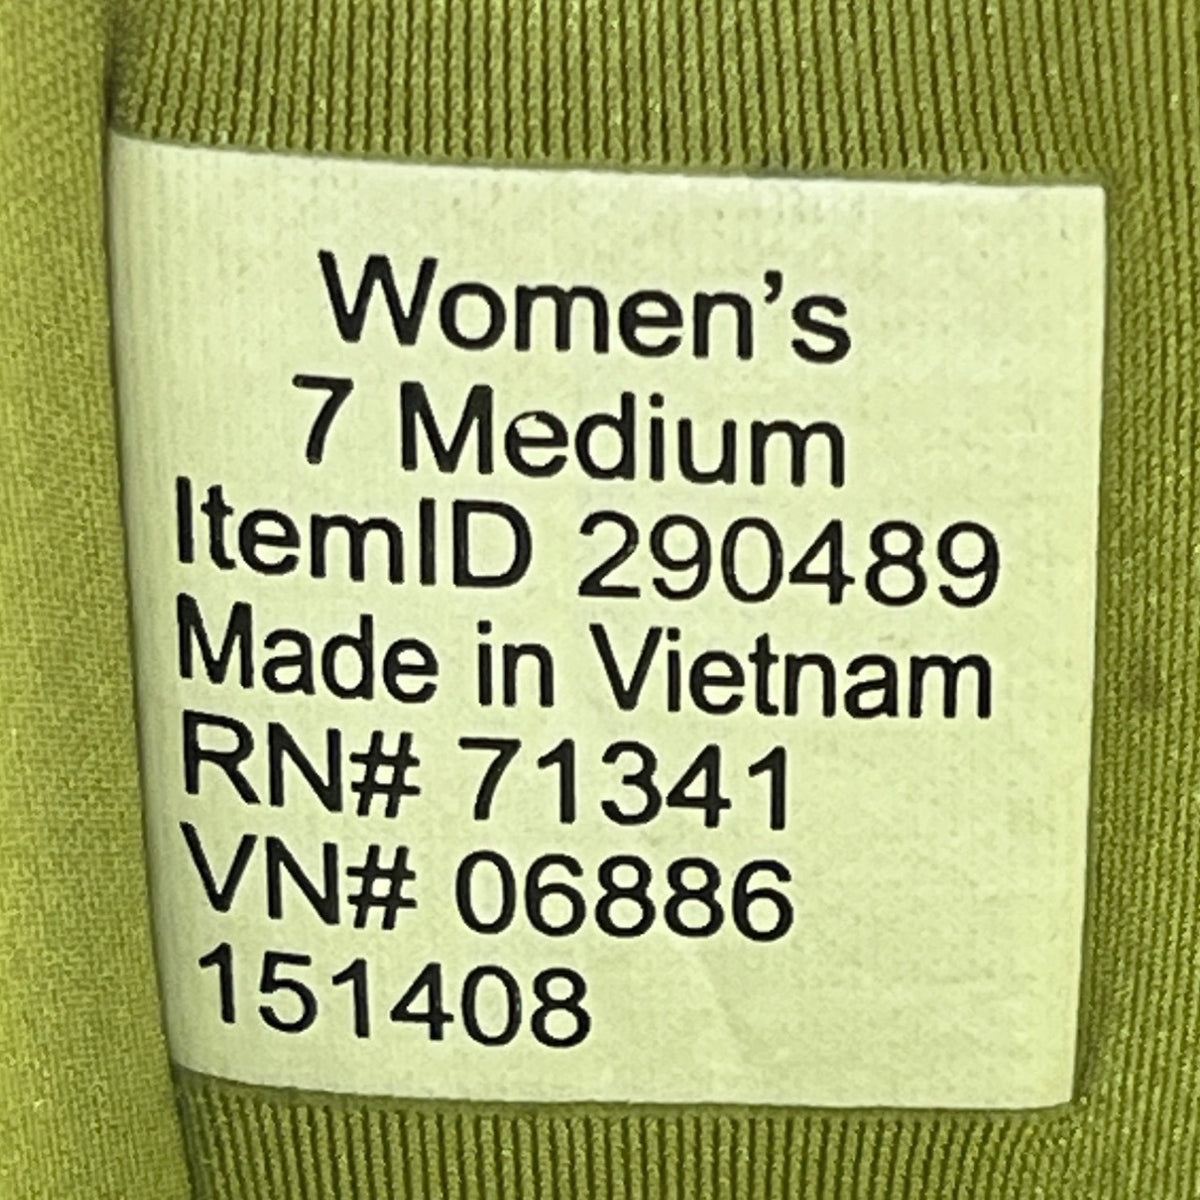 Women’s
7 Medium
ItemID 290489
Made in Vietnam
RN# 71341
VN# 06886
151408